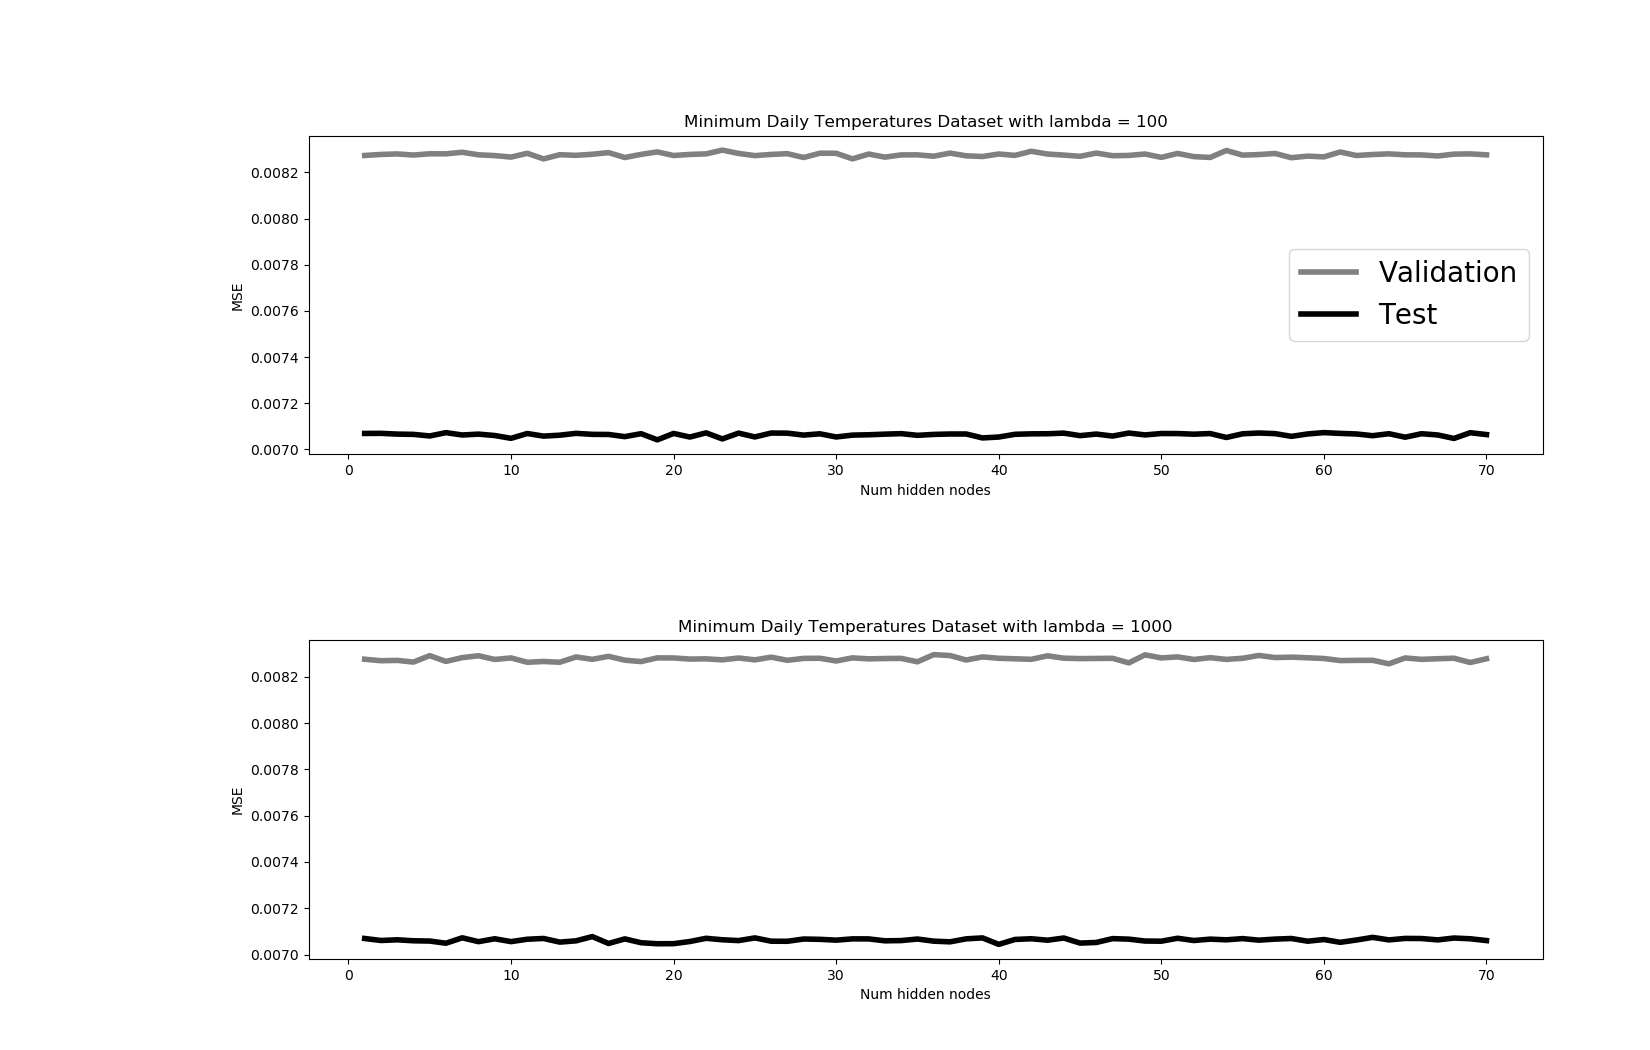 Minimum Daily Temperatures Dataset with lambda = 100
0.0082
0.0080
0.0078
0.0076
0.0074
0.0072
0.0070
MSE
Validation
Test
0 10 20 30 40 50 60 70
Num hidden nodes
Minimum Daily Temperatures Dataset with lambda = 1000
0.0082
0.0080
0.0078
0.0076
0.0074
0.0072
0.0070
MSE
0 10 20 30 40 50 60 70
Num hidden nodes